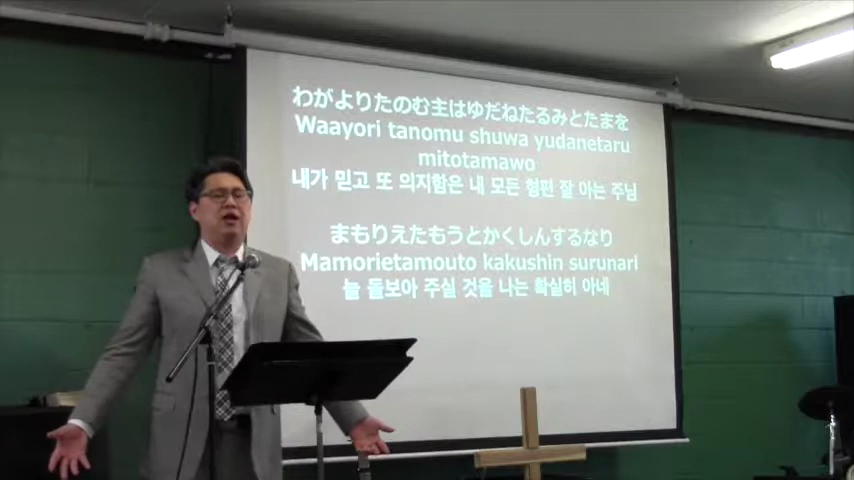 わがよりたのむ主はゆだねたるみとたまを
Waayori tanomu shuwa yudanetaru
mitotamawo
내가 믿고 또 의지함은 내 모든 형편 잘 아는 주님
まもりえたもうとかくしんするなり
Mamorietamouto kakushin surunari
늘 돌보아 주실 것을 나는 확실히 아네